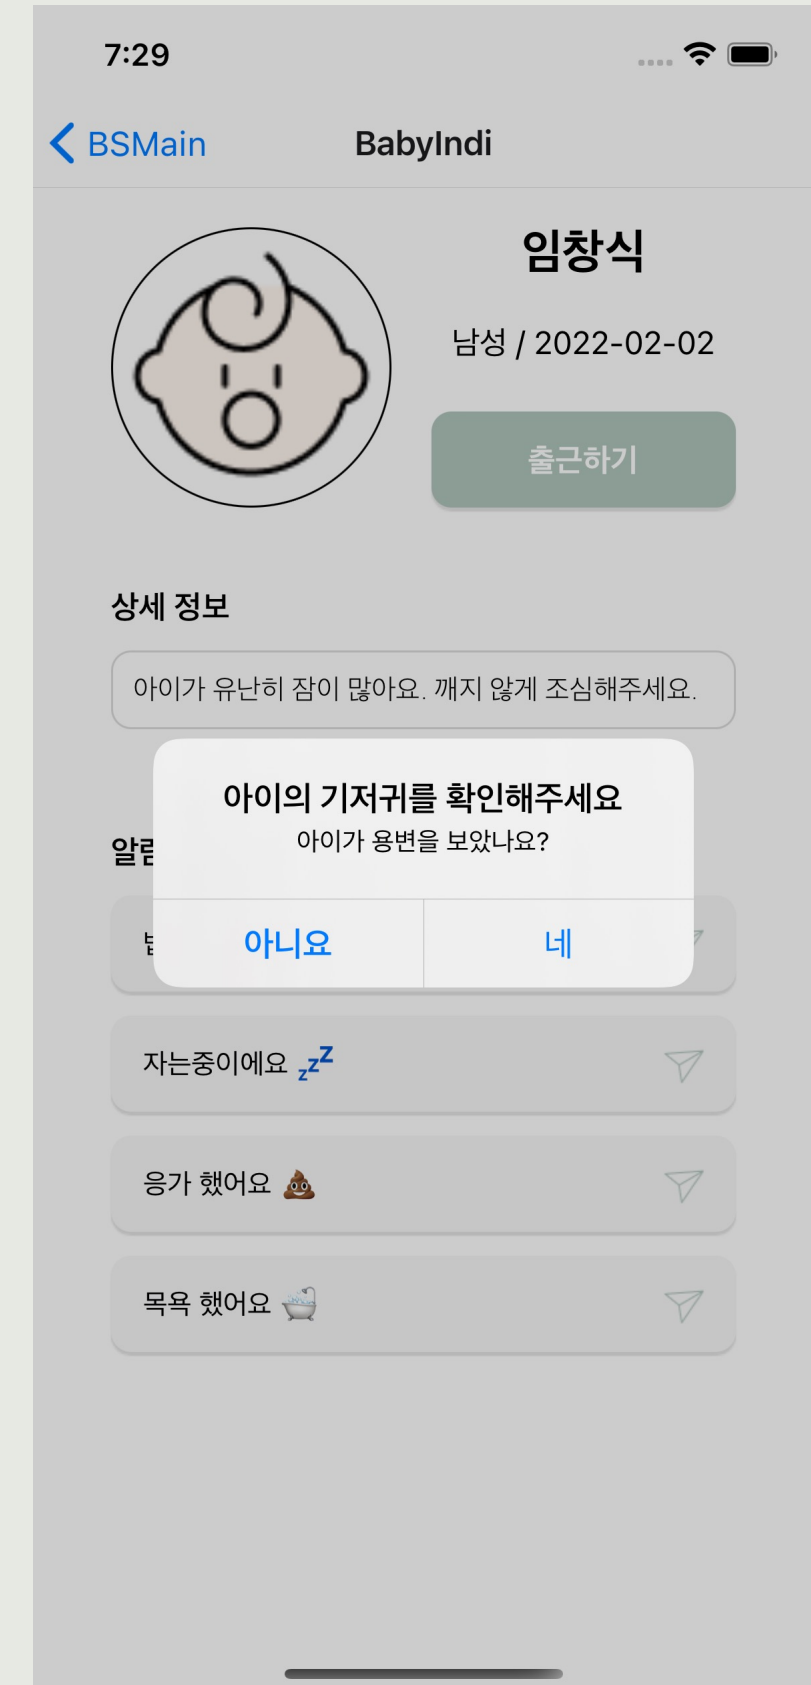 7:29
BSMain
BabyIndi
임창식
남성 / 2022-02-02
출근하기
상세 정보
아이가 유난히 잠이 많아요. 깨지 않게 조심해주세요.
아이의 기저귀를 확인해주세요
아이가 용변을 보았나요?
아니요
네
자는중이에요 💤
응가 했어요 💩
목욕 했어요 🛁